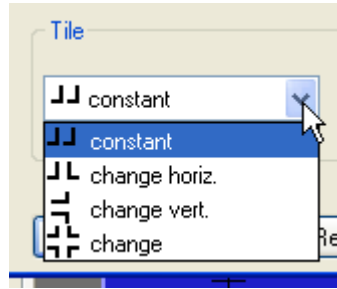 Tile
constant
constant
change horiz.
change vert.
change
Re